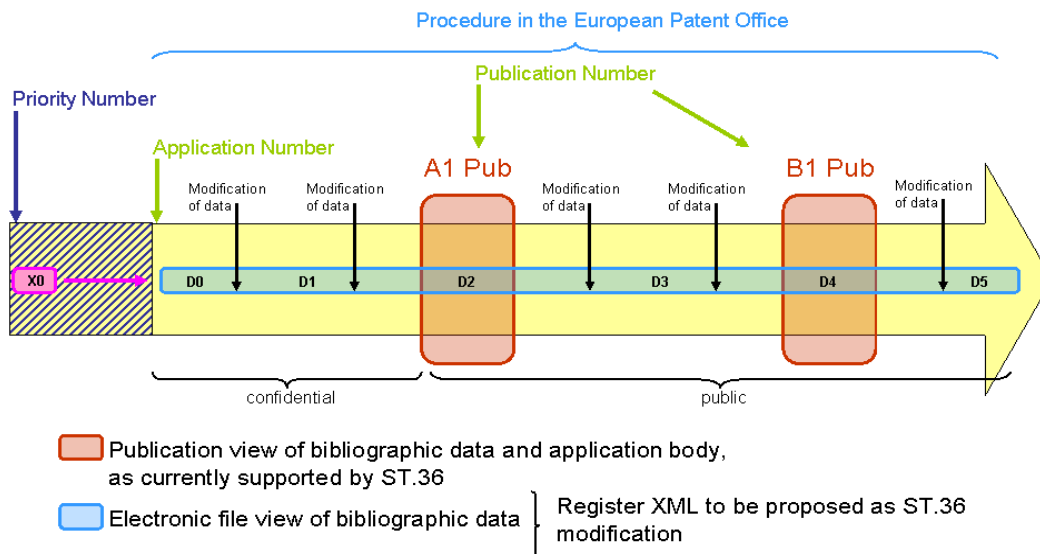 Procedure in the European Patent Office
Publication Number
Priority Number
Application Number
A1 Pub
B1 Pub
Modification
of data
Modification
of data
Modification
of data
Modification
of data
Modification
of data
X0
D0
D1
D2
D3
D4
D5
confidential
public
Publication view of bibliographic data and application body,
as currently supported by ST.36
Electronic file view of bibliographic data
Register XML to be proposed as ST.36
modification